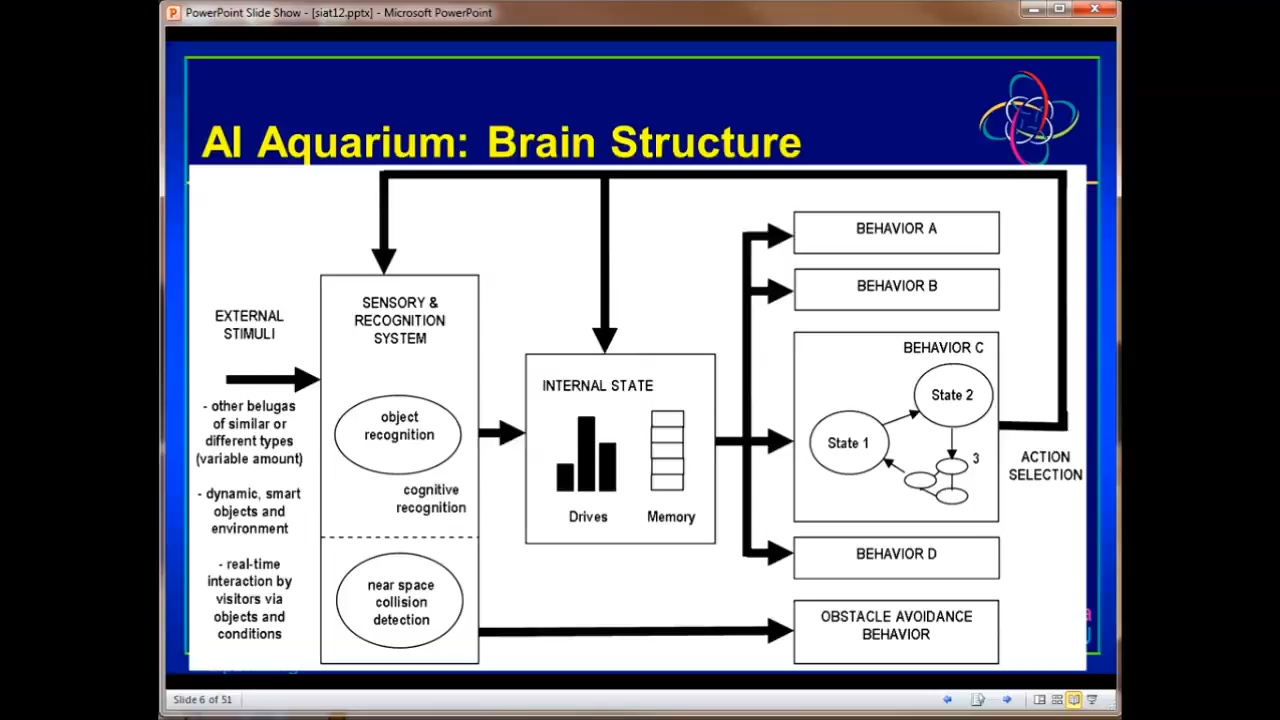 PowerPoint Slide Show - [siat12.pptx] - Microsoft PowerPoint
AI Aquarium: Brain Structure
EXTERNAL
STIMULI
- other belugas
of similar or
different types
(variable amount)
- dynamic, smart
objects and
environment
- real-time
interaction by
visitors via
objects and
conditions
SENSORY &
RECOGNITION
SYSTEM
object
recognition
cognitive
recognition
near space
collision
detection
INTERNAL STATE
Drives
Memory
BEHAVIOR A
BEHAVIOR B
BEHAVIOR C
State 2
State 1
3
BEHAVIOR D
OBSTACLE AVOIDANCE
BEHAVIOR
ACTION
SELECTION
Slide 6 of 51